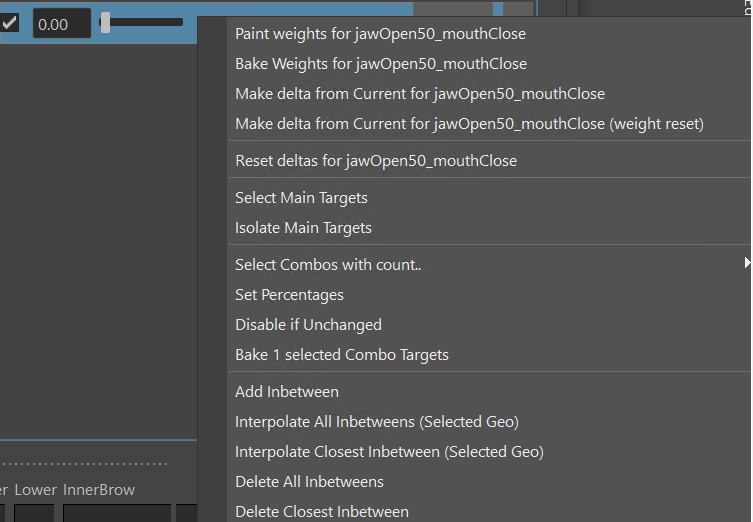 0.00
Paint weights for jawOpen50_mouthClose
Bake Weights for jawOpen50_mouthClose
Make delta from Current for jawOpen50_mouthClose
Make delta from Current for jawOpen50_mouthClose (weight reset)
Reset deltas for jawOpen50_mouthClose
Select Main Targets
Isolate Main Targets
Select Combos with count..
Set Percentages
Disable if Unchanged
Bake 1 selected Combo Targets
Add Inbetween
Interpolate All Inbetweens (Selected Geo)
Interpolate Closest Inbetween (Selected Geo)
Delete All Inbetweens
Delete Closest Inbetween
Lower InnerBrow